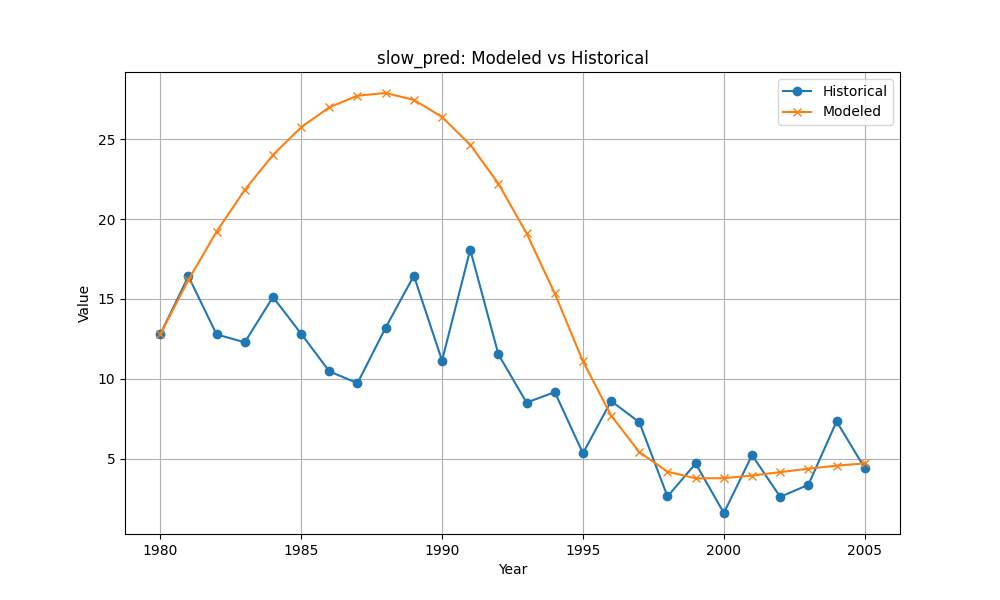 slow_pred: Modeled vs Historical
Historical
Modeled
Value
25
20
15
10
5
1980 1985 1990 1995 2000 2005
Year